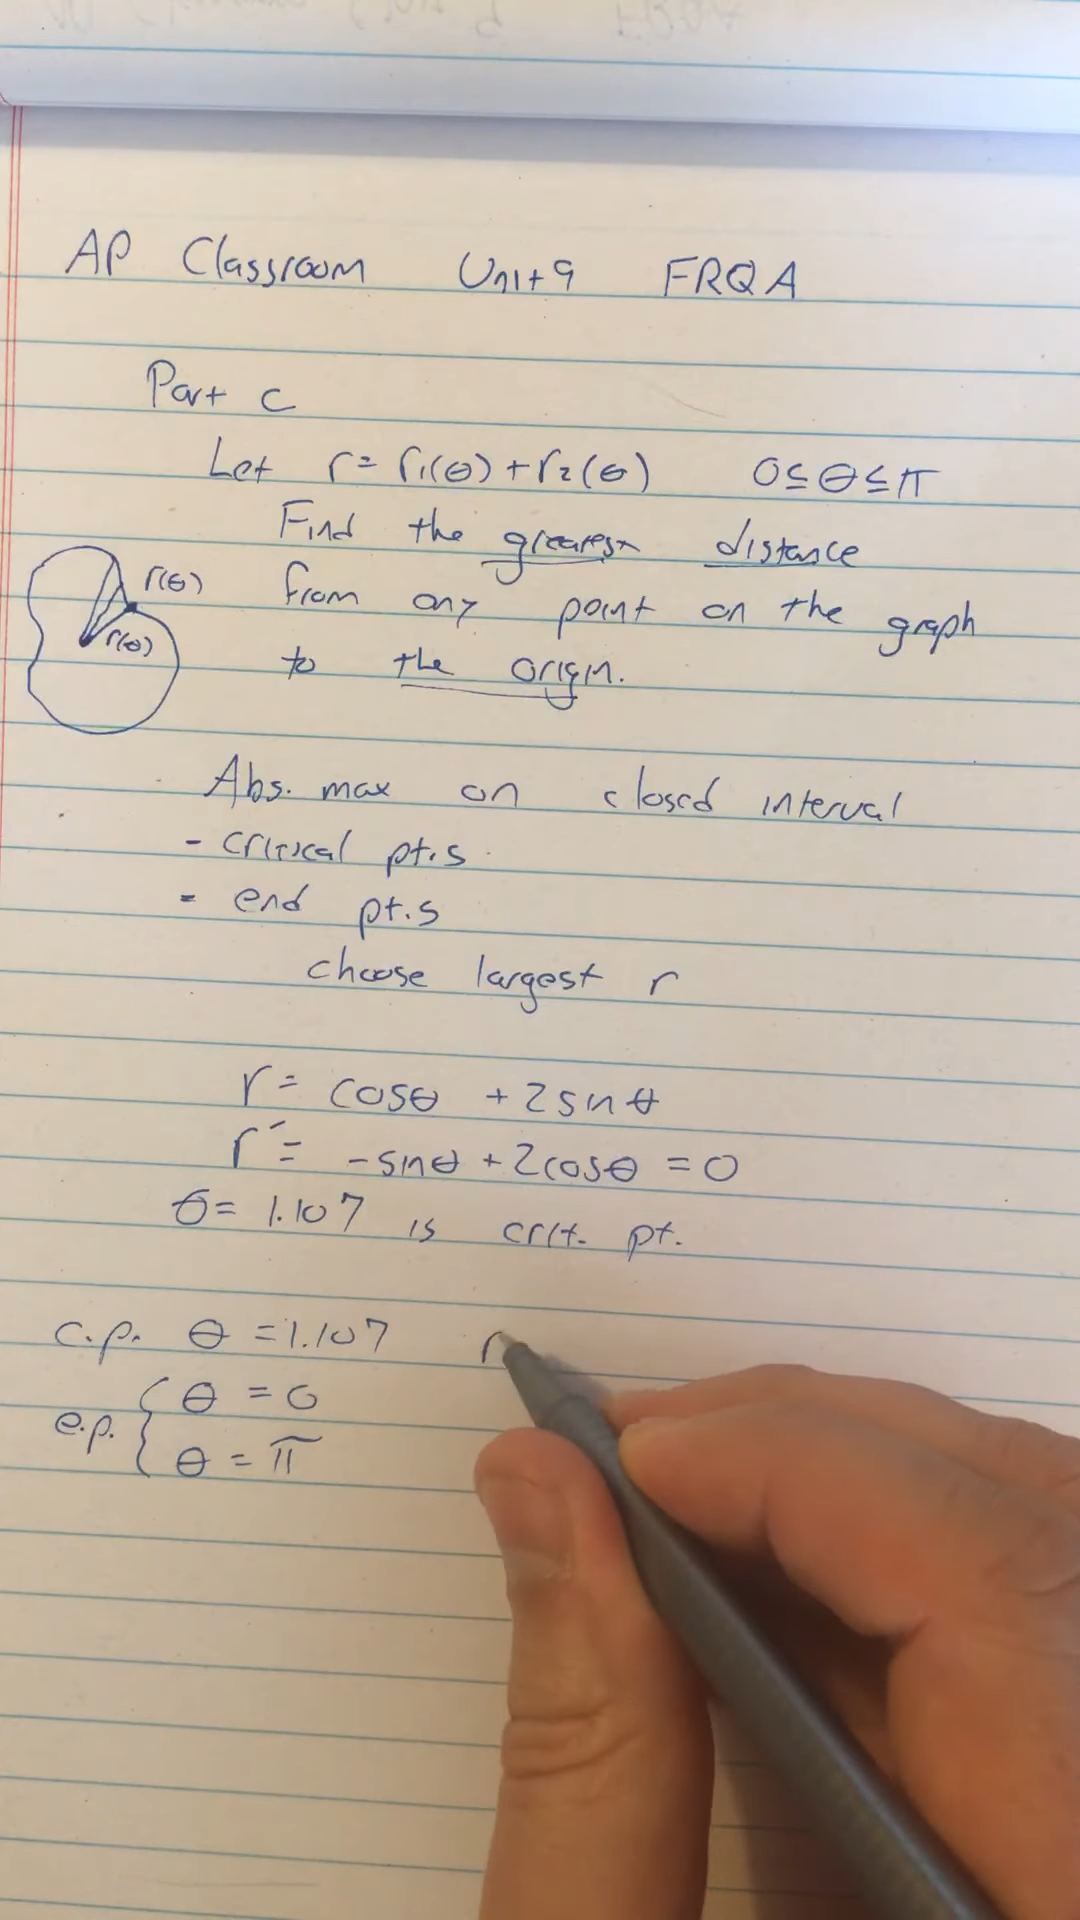 AP Classroom Unit 9 FRQ A
Part c
Let r = r₁(θ) + r₂(θ) 0 ≤ θ ≤ π
Find the greatest distance
r(θ) from any point on the graph
r(θ) to the origin.
Abs. max on closed interval
- critical pt.s
- end pt.s
choose largest r
r = cosθ + 2sinθ
r' = -sinθ + 2cosθ = 0
θ = 1.107 is crit. pt.
c.p. θ = 1.107 r
e.p. { θ = 0
θ = π